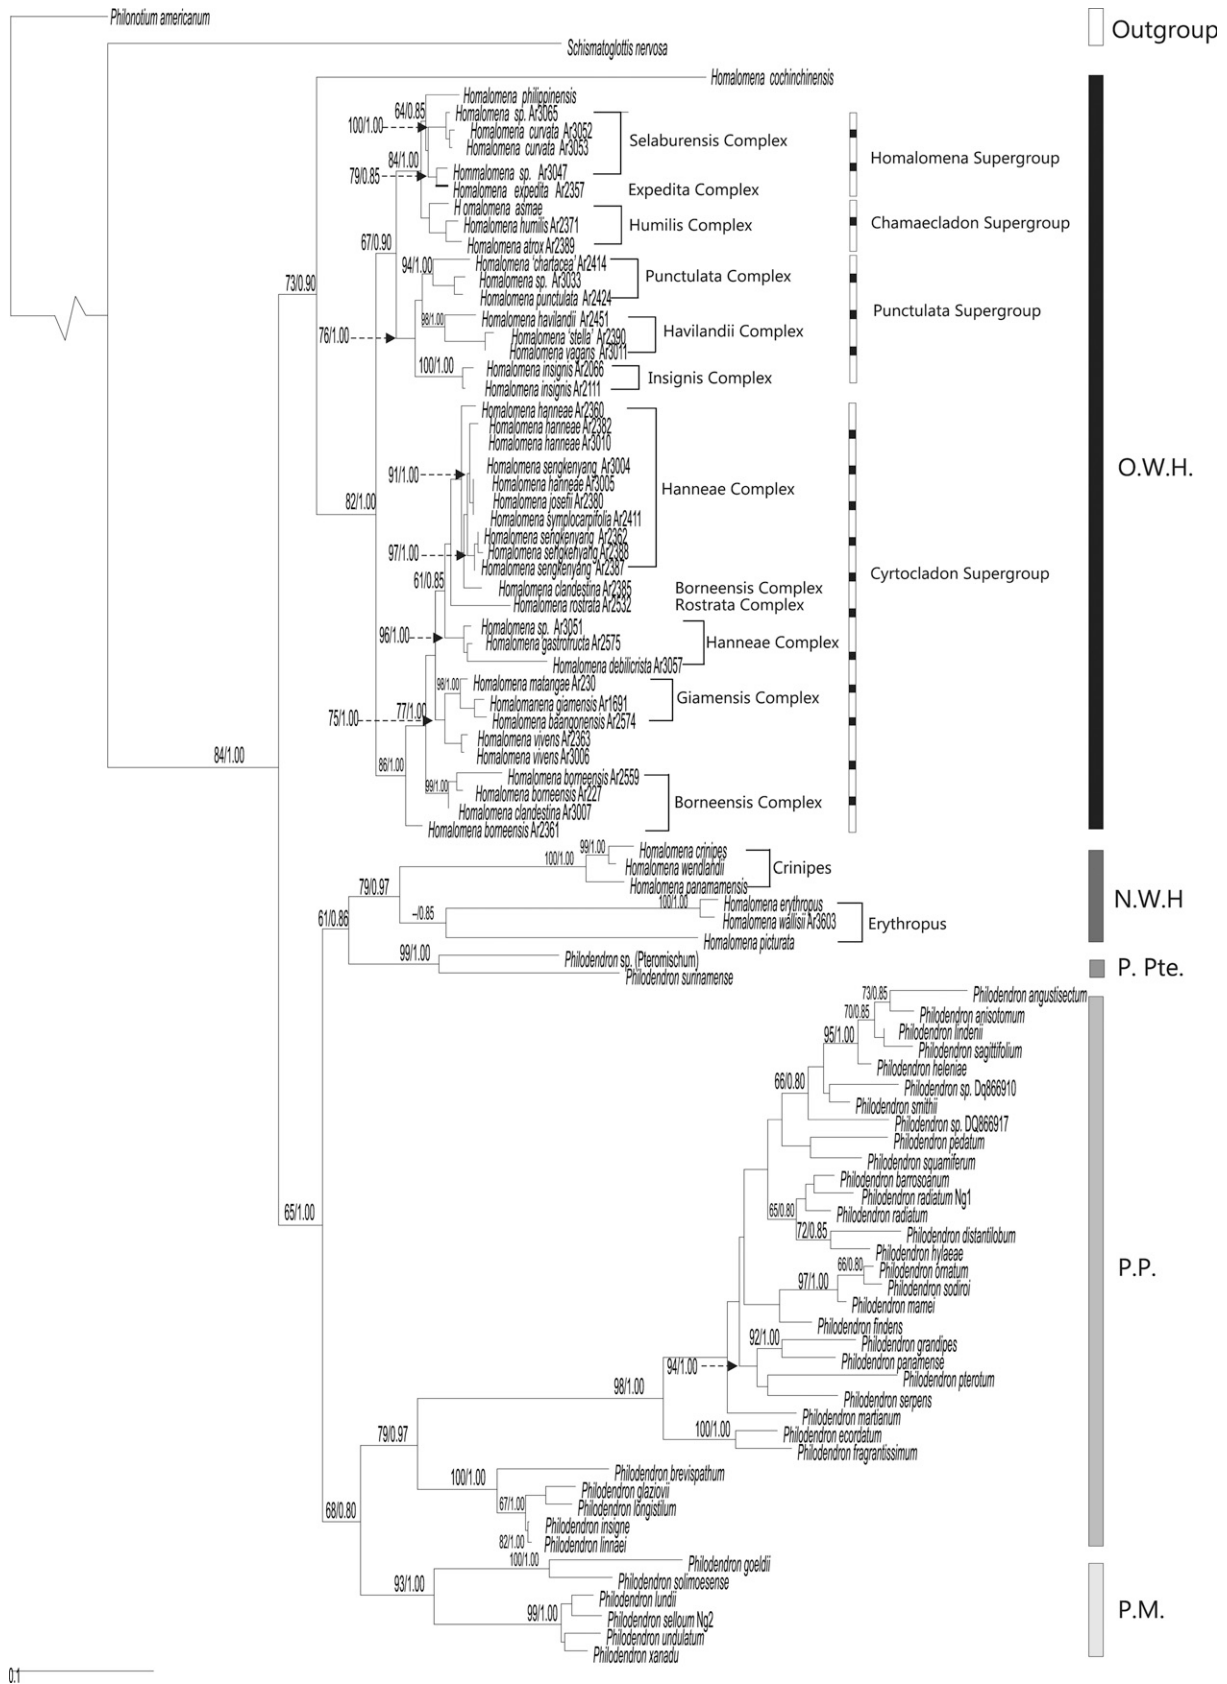 Philonotium americanum
Outgroup
Schismatoglottis nervosa
Homalomena cochinchinensis
Homalomena philippinensis
64/0.85
Homalomena sp. Ar3065
100/1.00
Homalomena curvata Ar3052
Selaburensis Complex
Homalomena curvata Ar3053
Homalomena Supergroup
84/1.00
79/0.85
Hommalomena sp. Ar3047
Homalomena expedita Ar2357
Expedita Complex
Homalomena asmae
Homalomena humilis Ar2371
Humilis Complex
Chamaecladon Supergroup
Homalomena atrox Ar2389
67/0.90
94/1.00
Homalomena 'chartacea' Ar2414
73/0.90
Homalomena sp. Ar3033
Punctulata Complex
Homalomena punctulata Ar2424
Punctulata Supergroup
98/1.00
Homalomena havilandii Ar2451
76/1.00
Homalomena 'stella' Ar2390
Havilandii Complex
Homalomena vagans Ar3011
100/1.00
Homalomena insignis Ar2066
Insignis Complex
Homalomena insignis Ar2111
Homalomena hanneae Ar2360
Homalomena hanneae Ar2382
Homalomena hanneae Ar3010
91/1.00
Homalomena sengkenyang Ar3004
O.W.H.
Homalomena hanneae Ar3005
Hanneae Complex
82/1.00
Homalomena josefii Ar2380
Homalomena symplocarpifolia Ar2411
Homalomena sengkenyang Ar2362
97/1.00
Homalomena sengkenyang Ar2388
Homalomena sengkenyang Ar2387
Cyrtocladon Supergroup
61/0.85
Homalomena clandestina Ar2385
Borneensis Complex
Homalomena rostrata Ar2532
Rostrata Complex
96/1.00
Homalomena sp. Ar3051
Homalomena gastrofructa Ar2575
Hanneae Complex
Homalomena debilicrista Ar3057
98/1.00
Homalomena matangae Ar230
Homalomanena giamensis Ar1691
Giamensis Complex
75/1.00
77/1.00
Homalomena baangongensis Ar2574
Homalomena vivens Ar2363
84/1.00
Homalomena vivens Ar3006
86/1.00
Homalomena borneensis Ar2559
99/1.00
Homalomena borneensis Ar227
Borneensis Complex
Homalomena clandestina Ar3007
Homalomena borneensis Ar2361
99/1.00
Homalomena crinipes
100/1.00
Homalomena wendlandii
Crinipes
79/0.97
Homalomena panamamensis
N.W.H
100/1.00
Homalomena erythropus
61/0.86
–/0.85
Homalomena wallisii Ar3603
Erythropus
Homalomena picturata
99/1.00
Philodendron sp. (Pteromischum)
P. Pte.
Philodendron surinamense
73/0.85
Philodendron angustisectum
70/0.85
Philodendron anisotomum
95/1.00
Philodendron lindenii
Philodendron sagittifolium
Philodendron heleniae
66/0.80
Philodendron sp. Dq866910
Philodendron smithii
Philodendron sp. DQ866917
Philodendron pedatum
Philodendron squamiferum
Philodendron barrosoanum
Philodendron radiatum Ng1
65/0.80
Philodendron radiatum
65/1.00
72/0.85
Philodendron distantilobum
Philodendron hylaeae
66/0.80
Philodendron ornatum
P.P.
97/1.00
Philodendron sodiroi
Philodendron mamei
Philodendron findens
92/1.00
Philodendron grandipes
94/1.00
Philodendron panamense
Philodendron pterotum
98/1.00
Philodendron serpens
Philodendron martianum
79/0.97
100/1.00
Philodendron ecordatum
Philodendron fragrantissimum
Philodendron brevispathum
100/1.00
Philodendron glaziovii
67/1.00
Philodendron longistilum
68/0.80
Philodendron insigne
82/1.00
Philodendron linnaei
100/1.00
Philodendron goeldii
93/1.00
Philodendron solimoesense
Philodendron lundii
P.M.
99/1.00
Philodendron selloum Ng2
Philodendron undulatum
Philodendron xanadu
0.1